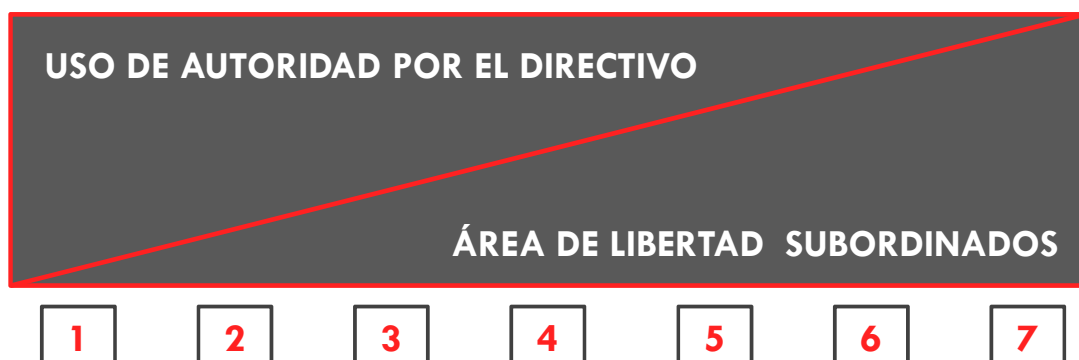 USO DE AUTORIDAD POR EL DIRECTIVO
ÁREA DE LIBERTAD SUBORDINADOS
1 2 3 4 5 6 7